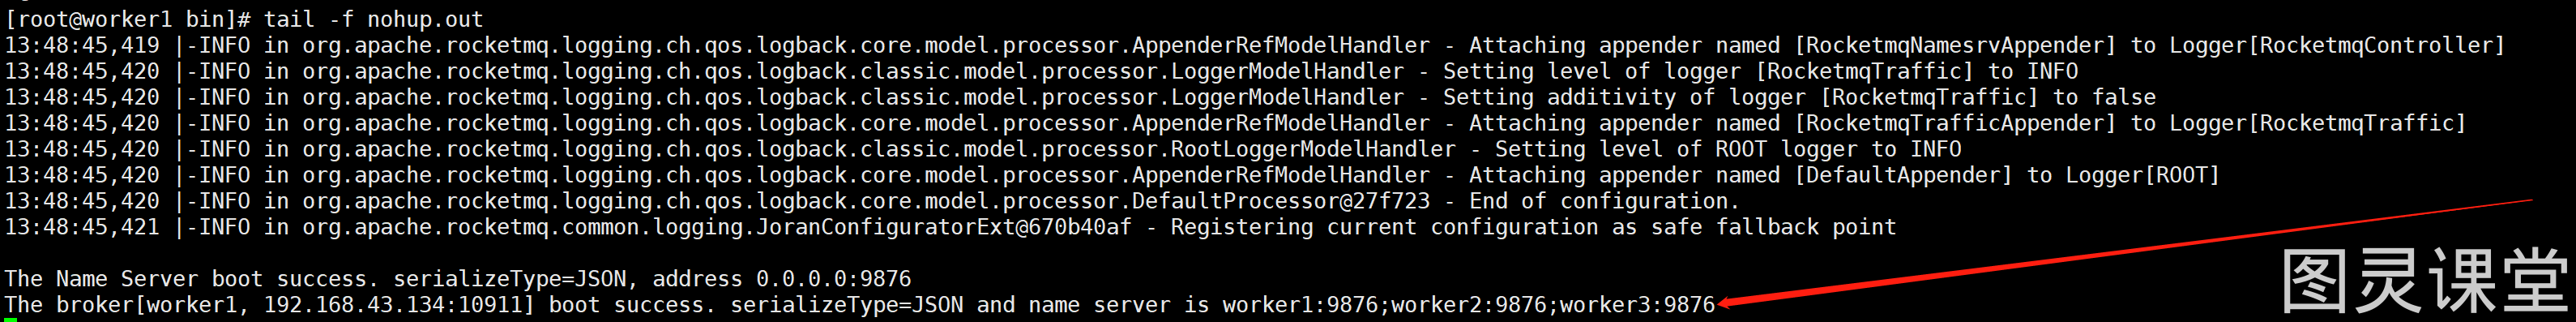 [root@worker1 bin]# tail -f nohup.out
13:48:45,419 |-INFO in org.apache.rocketmq.logging.ch.qos.logback.core.model.processor.AppenderRefModelHandler - Attaching appender named [RocketmqNamesrvAppender] to Logger[RocketmqController]
13:48:45,420 |-INFO in org.apache.rocketmq.logging.ch.qos.logback.classic.model.processor.LoggerModelHandler - Setting level of logger [RocketmqTraffic] to INFO
13:48:45,420 |-INFO in org.apache.rocketmq.logging.ch.qos.logback.classic.model.processor.LoggerModelHandler - Setting additivity of logger [RocketmqTraffic] to false
13:48:45,420 |-INFO in org.apache.rocketmq.logging.ch.qos.logback.core.model.processor.AppenderRefModelHandler - Attaching appender named [RocketmqTrafficAppender] to Logger[RocketmqTraffic]
13:48:45,420 |-INFO in org.apache.rocketmq.logging.ch.qos.logback.classic.model.processor.RootLoggerModelHandler - Setting level of ROOT logger to INFO
13:48:45,420 |-INFO in org.apache.rocketmq.logging.ch.qos.logback.core.model.processor.AppenderRefModelHandler - Attaching appender named [DefaultAppender] to Logger[ROOT]
13:48:45,420 |-INFO in org.apache.rocketmq.logging.ch.qos.logback.core.model.processor.DefaultProcessor@27f723 - End of configuration.
13:48:45,421 |-INFO in org.apache.rocketmq.common.logging.JoranConfiguratorExt@670b40af - Registering current configuration as safe fallback point
The Name Server boot success. serializeType=JSON, address 0.0.0.0:9876
The broker[worker1, 192.168.43.134:10911] boot success. serializeType=JSON and name server is worker1:9876;worker2:9876;worker3:9876
图灵课堂